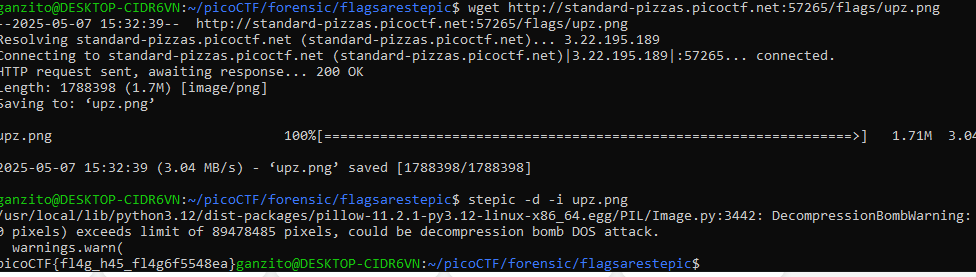 ganzito@DESKTOP-CIDR6VN:~/picoCTF/forensic/flagsarestepic$ wget http://standard-pizzas.picoctf.net:57265/flags/upz.png
--2025-05-07 15:32:39--  http://standard-pizzas.picoctf.net:57265/flags/upz.png
Resolving standard-pizzas.picoctf.net (standard-pizzas.picoctf.net)... 3.22.195.189
Connecting to standard-pizzas.picoctf.net (standard-pizzas.picoctf.net)|3.22.195.189|:57265... connected.
HTTP request sent, awaiting response... 200 OK
Length: 1788398 (1.7M) [image/png]
Saving to: ‘upz.png’
upz.png 100%[===================================================================>] 1.71M 3.04
2025-05-07 15:32:39 (3.04 MB/s) - ‘upz.png’ saved [1788398/1788398]
ganzito@DESKTOP-CIDR6VN:~/picoCTF/forensic/flagsarestepic$ stepic -d -i upz.png
/usr/local/lib/python3.12/dist-packages/pillow-11.2.1-py3.12-linux-x86_64.egg/PIL/Image.py:3442: DecompressionBombWarning:
0 pixels) exceeds limit of 89478485 pixels, could be decompression bomb DOS attack.
warnings.warn(
picoCTF{fl4g_h45_fl4g6f5548ea}ganzito@DESKTOP-CIDR6VN:~/picoCTF/forensic/flagsarestepic$